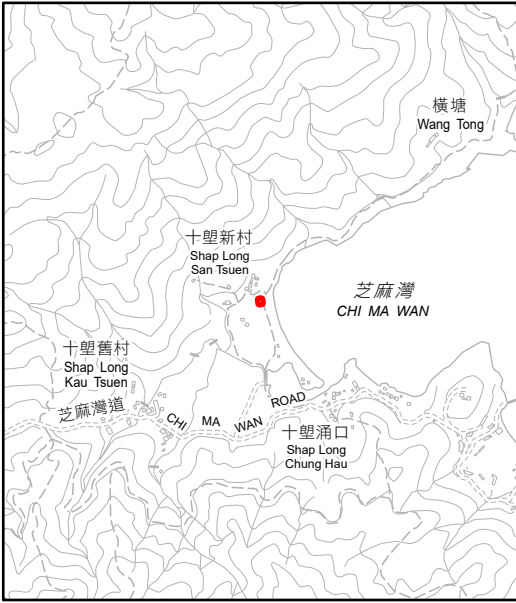 橫塘
Wang Tong
十塱新村
Shap Long
San Tsuen
芝麻灣
CHI MA WAN
十塱舊村
Shap Long
Kau Tsuen
芝麻灣道
CHI MA WAN ROAD
十塱涌口
Shap Long
Chung Hau